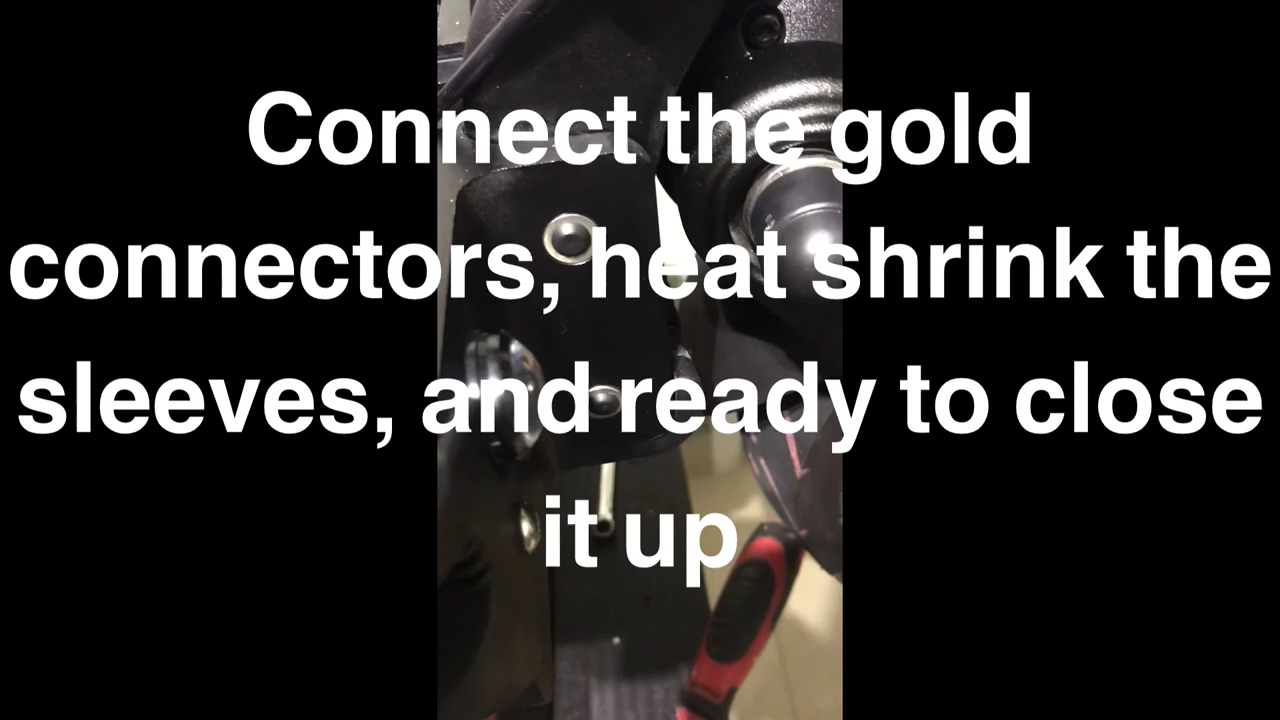 Connect the gold
connectors, heat shrink the
sleeves, and ready to close
it up